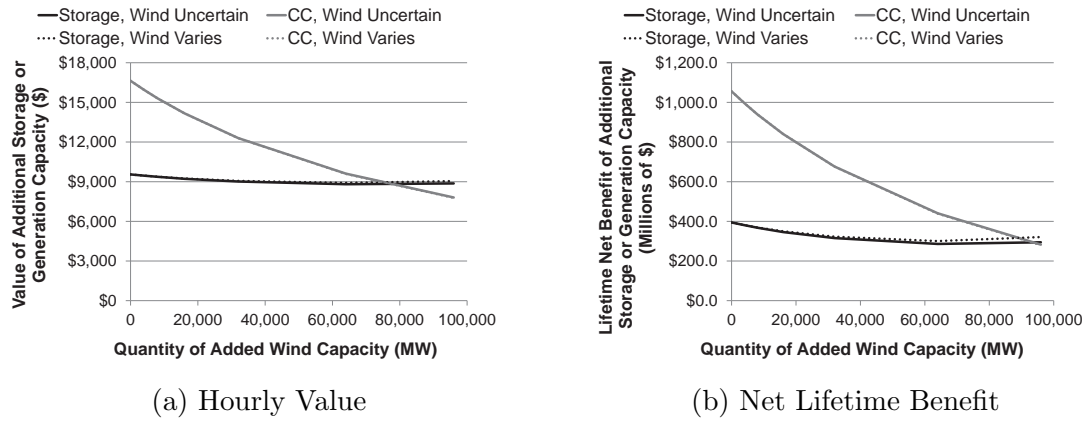 Storage, Wind Uncertain CC, Wind Uncertain
Storage, Wind Varies CC, Wind Varies
Value of Additional Storage or
Generation Capacity ($)
$18,000
$15,000
$12,000
$9,000
$6,000
$3,000
$0
0 20,000 40,000 60,000 80,000 100,000
Quantity of Added Wind Capacity (MW)
(a) Hourly Value
Storage, Wind Uncertain CC, Wind Uncertain
Storage, Wind Varies CC, Wind Varies
Lifetime Net Benefit of Additional
Storage or Generation Capacity
(Millions of $)
$1,200.0
$1,000.0
$800.0
$600.0
$400.0
$200.0
$0.0
0 20,000 40,000 60,000 80,000 100,000
Quantity of Added Wind Capacity (MW)
(b) Net Lifetime Benefit